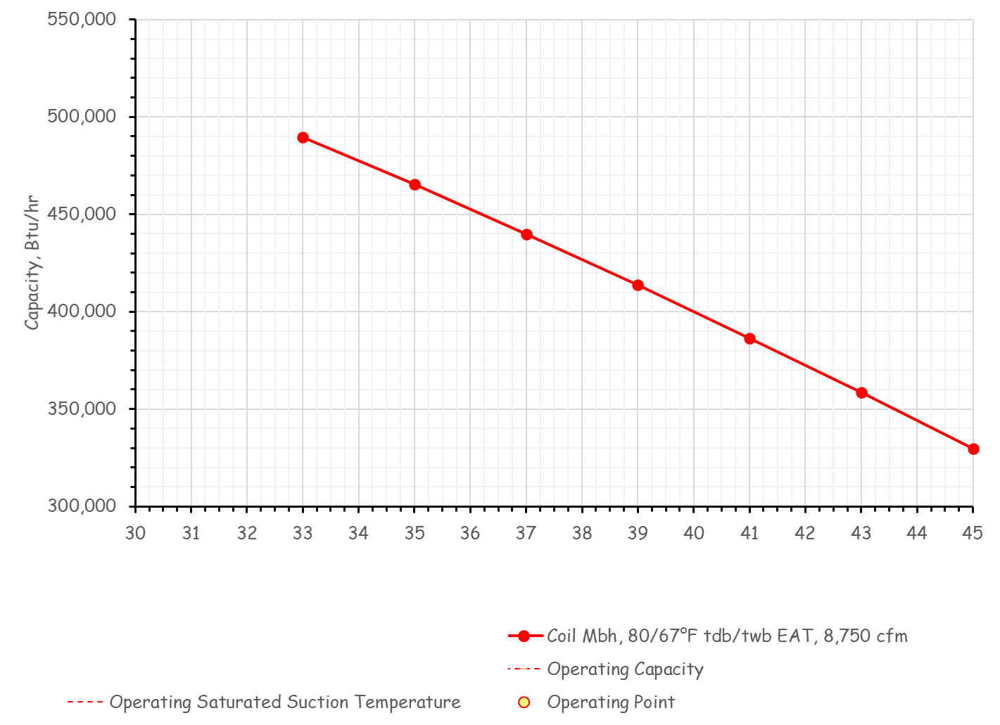 550,000
500,000
450,000
400,000
350,000
300,000
Capacity, Btu/hr
30 31 32 33 34 35 36 37 38 39 40 41 42 43 44 45
Coil Mbh, 80/67°F tdb/twb EAT, 8,750 cfm
Operating Capacity
Operating Saturated Suction Temperature
Operating Point